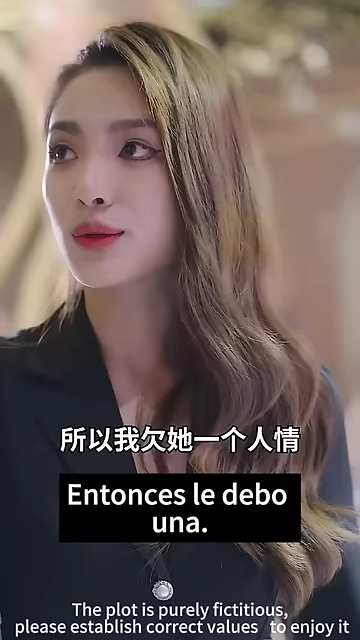 所以我欠她一个人情
Entonces le debo
una.
The plot is purely fictitious,
please establish correct values to enjoy it